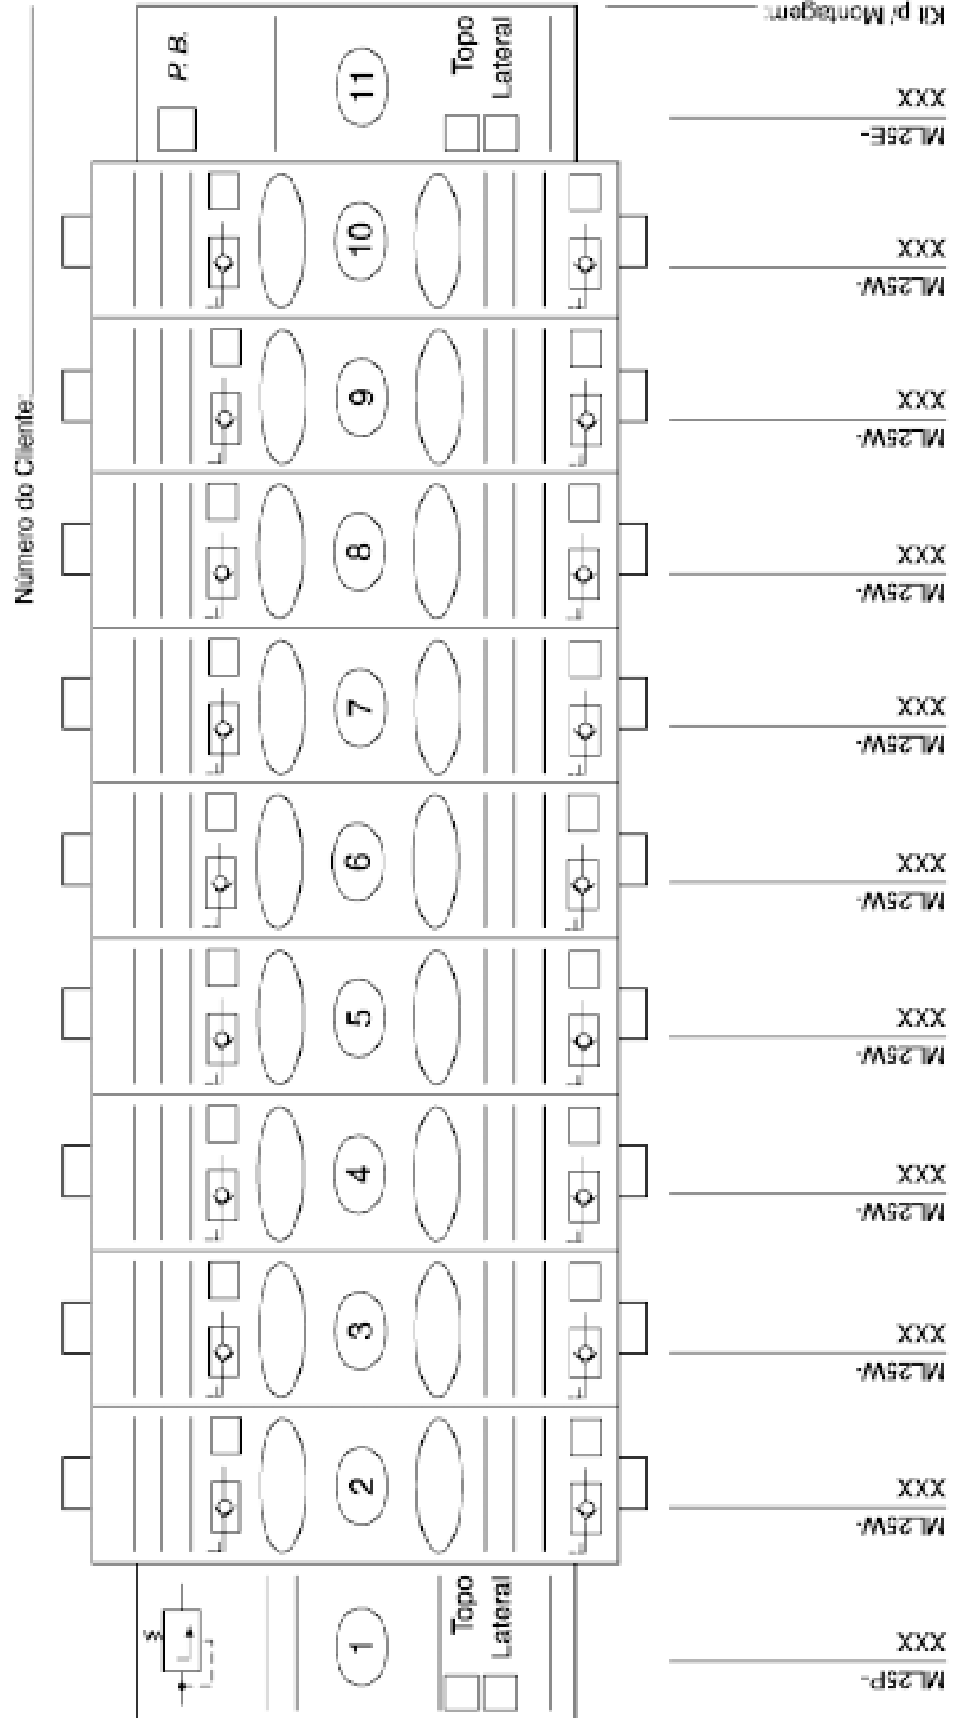 Número do Cliente:
P.B.
11
Topo
Lateral
10
9
8
7
6
5
4
3
2
1
Topo
Lateral
Kit p/ Montagem:
XXX
ML25E-
XXX
ML25W-
XXX
ML25W-
XXX
ML25W-
XXX
ML25W-
XXX
ML25W-
XXX
ML25W-
XXX
ML25W-
XXX
ML25W-
XXX
ML25W-
XXX
ML25P-